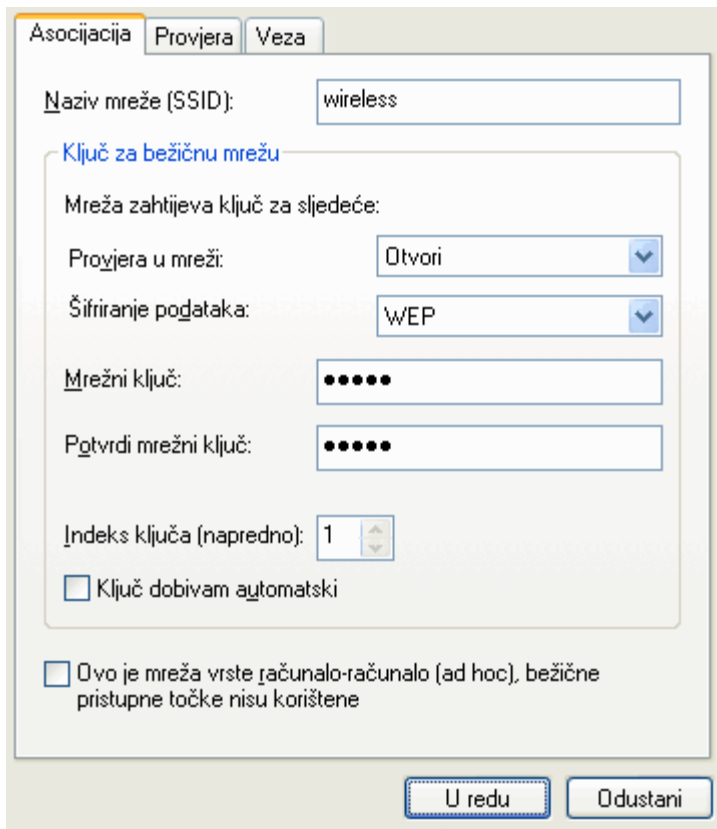 Asocijacija Provjera Veza
Naziv mreže (SSID): wireless
Ključ za bežičnu mrežu
Mreža zahtijeva ključ za sljedeće:
Provjera u mreži: Otvori
Šifriranje podataka: WEP
Mrežni ključ: •••••
Potvrdi mrežni ključ: •••••
Indeks ključa (napredno): 1
Ključ dobivam automatski
Ovo je mreža vrste računalo-računalo (ad hoc), bežične
pristupne točke nisu korištene
U redu Odustani